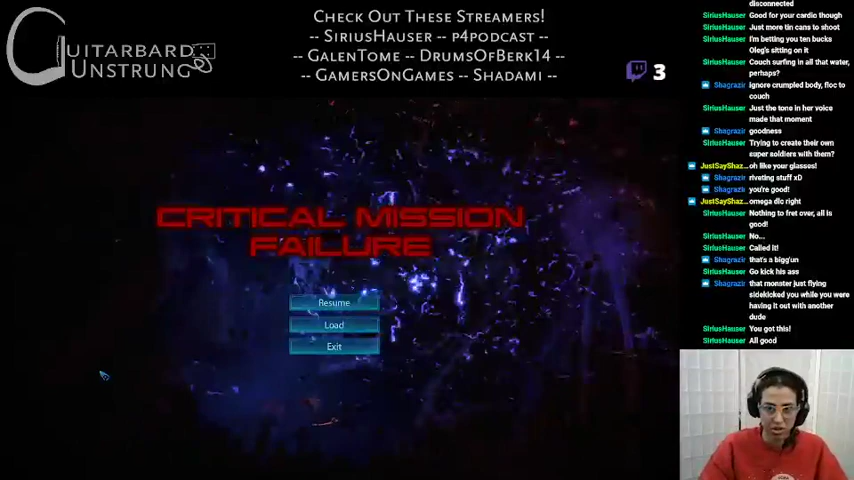 GUITARBARD
UNSTRUNG
CHECK OUT THESE STREAMERS!
-- SIRIUSHAUSER -- P4PODCAST --
-- GALENTOME -- DRUMSOFBERK14 --
-- GAMERSONGAMES -- SHADAMI --
3
CRITICAL MISSION
FAILURE
Resume
Load
Exit
disconnected
SiriusHauser Good for your cardio though
SiriusHauser Just more tin cans to shoot
SiriusHauser I'm betting you ten bucks
Oleg's sitting on it
SiriusHauser Couch surfing in all that water,
perhaps?
Shagrazir ignore crumpled body, floc to
couch
SiriusHauser Just the tone in her voice
made that moment
Shagrazir goodness
SiriusHauser Trying to create their own
super soldiers with them?
JustSayShaz... oh like your glasses!
Shagrazir riveting stuff xD
Shagrazir you're good!
JustSayShaz... omega dlc right
SiriusHauser Nothing to fret over, all is
good!
SiriusHauser No...
SiriusHauser Called it!
Shagrazir that's a bigg'un
SiriusHauser Go kick his ass
Shagrazir that monster just flying
sidekicked you while you were
having it out with another
dude
SiriusHauser You got this!
SiriusHauser All good